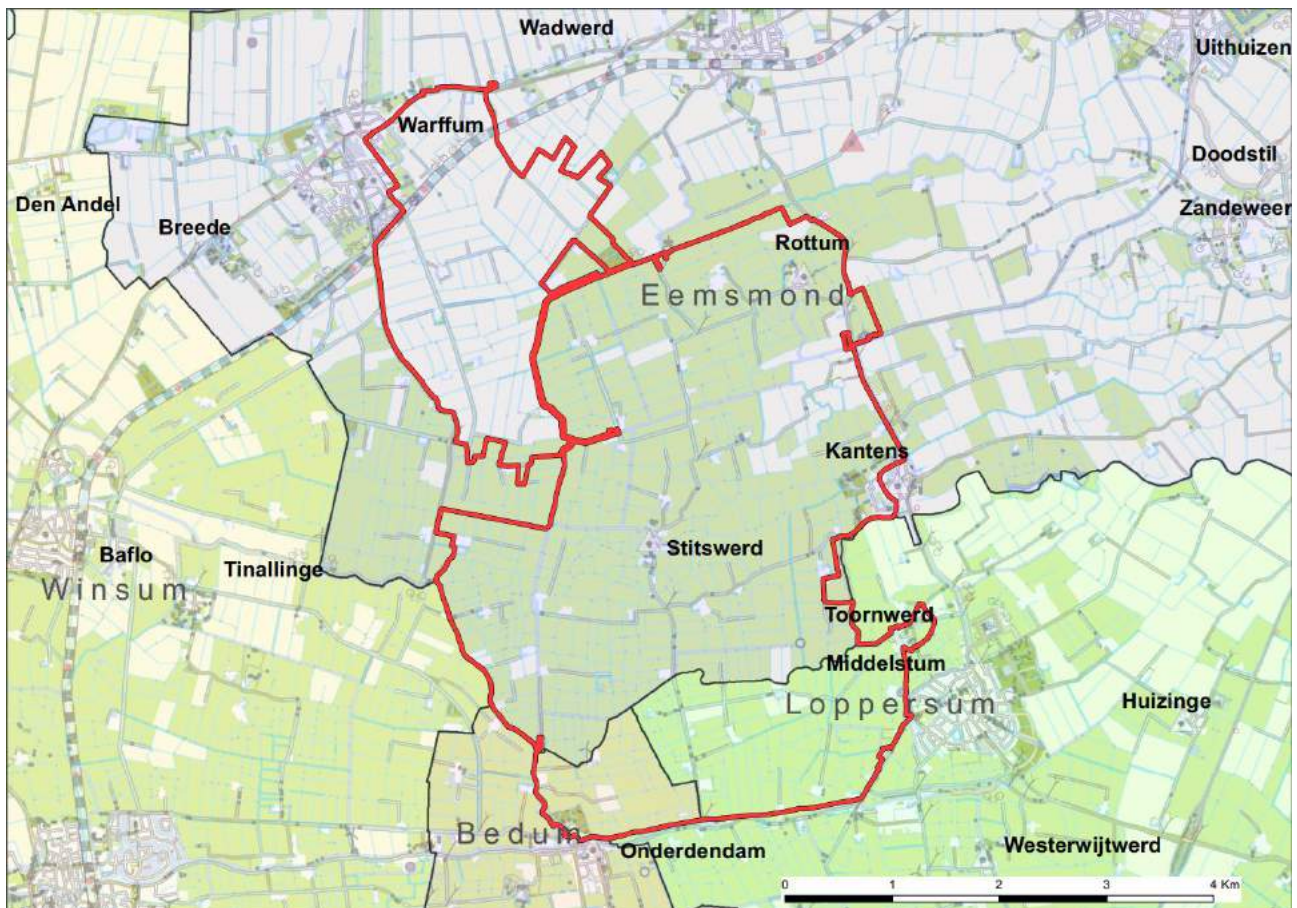 Wadwerd
Uithuizen
Warffum
Doodstil
Den Andel
Zandeweer
Breede
Rottum
Eemsmond
Kantens
Stitswerd
Baflo
Tinallinge
Winsum
Toornwerd
Middelstum
Loppersum
Huizinge
Bedum
Onderdendam
Westerwijtwerd
0 1 2 3 4 Km